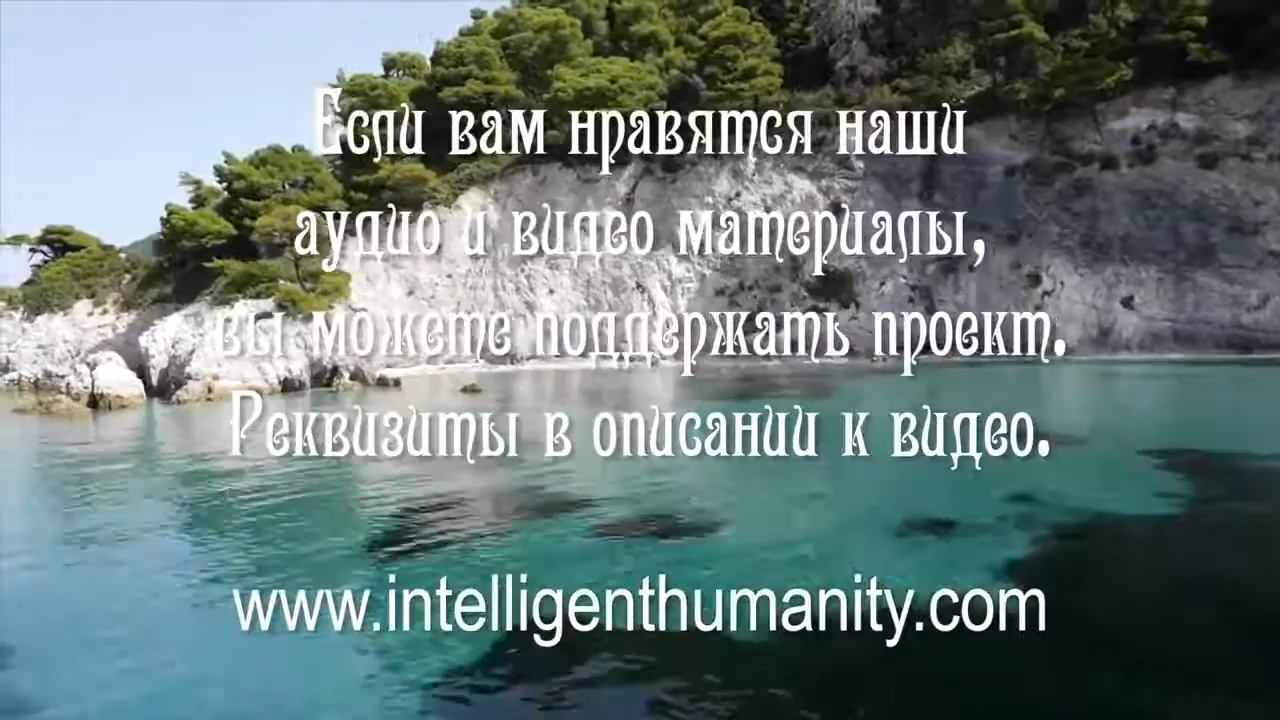 Если вам нравятся наши
аудио и видео материалы,
вы можете поддержать проект.
Реквизиты в описании к видео.
www.intelligenthumanity.com